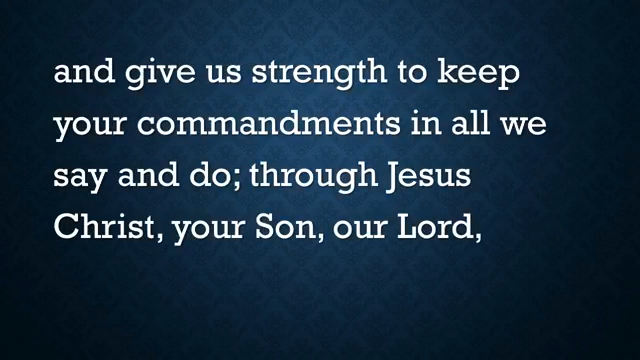 and give us strength to keep
your commandments in all we
say and do; through Jesus
Christ, your Son, our Lord,